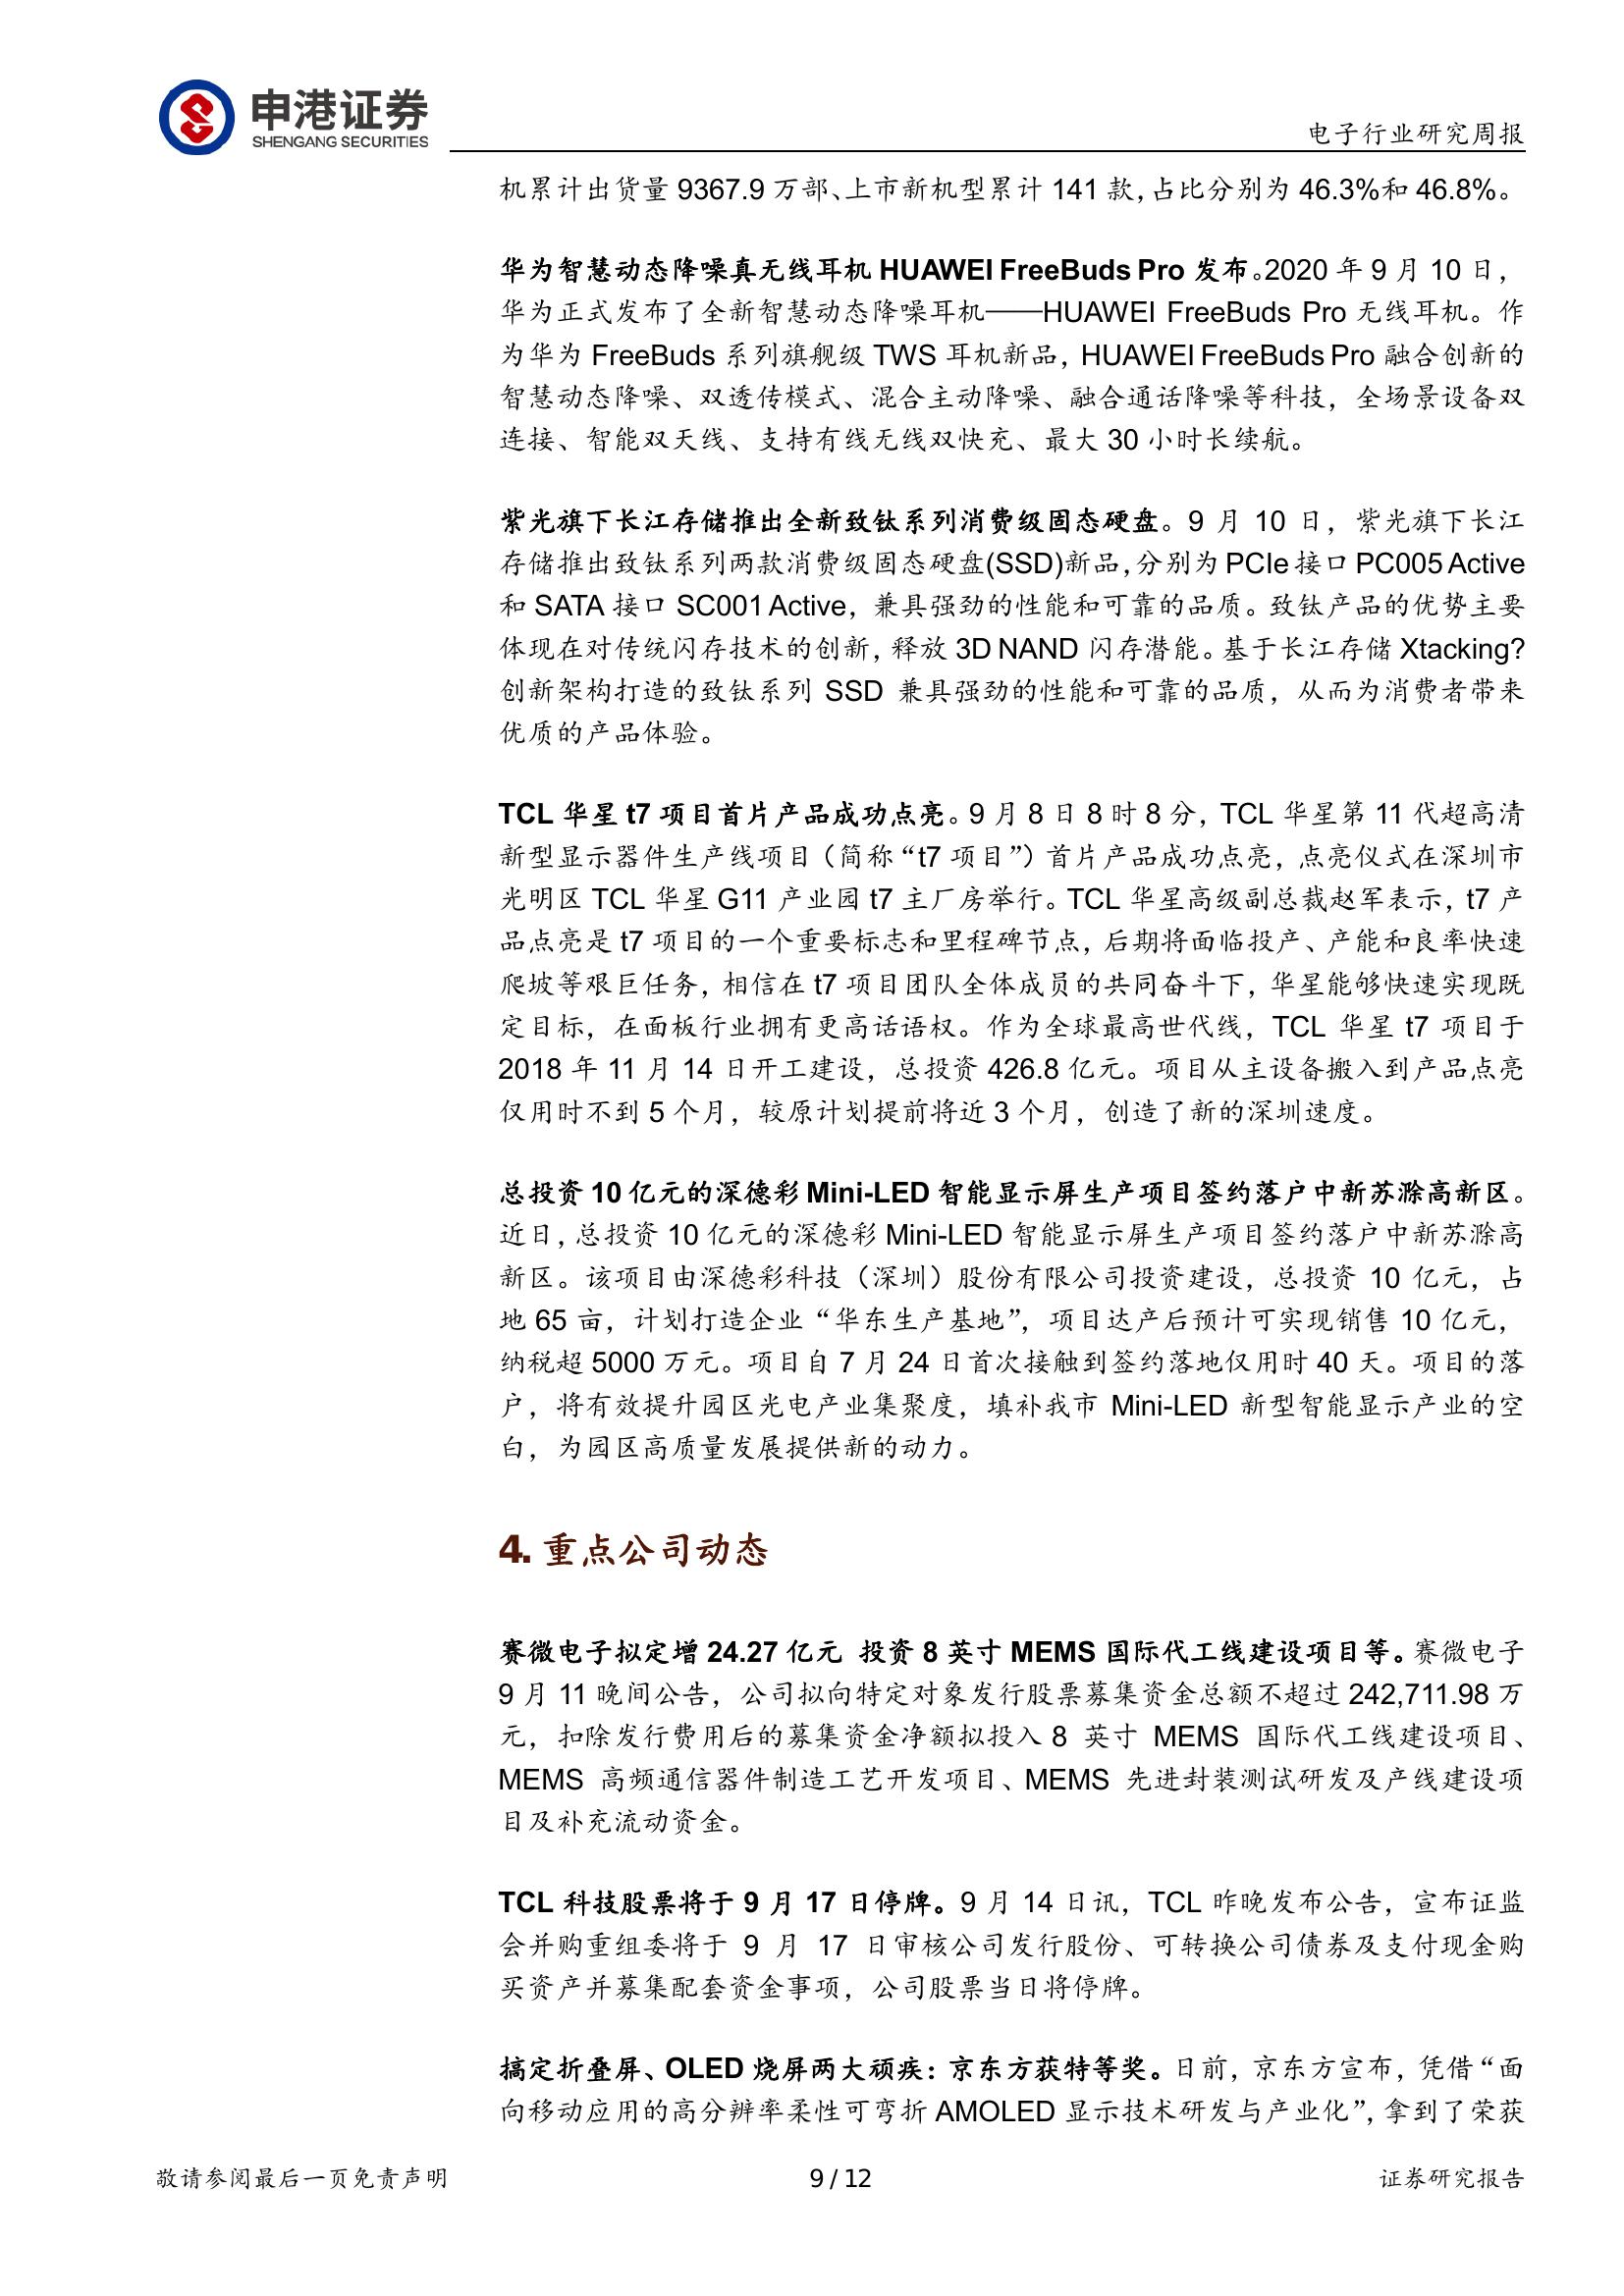 申港证券
SHENGANG SECURITIES
电子行业研究周报
机累计出货量 9367.9 万部、上市新机型累计 141 款，占比分别为 46.3%和 46.8%。
华为智慧动态降噪真无线耳机 HUAWEI FreeBuds Pro 发布。2020 年 9 月 10 日，
华为正式发布了全新智慧动态降噪耳机——HUAWEI FreeBuds Pro 无线耳机。作
为华为 FreeBuds 系列旗舰级 TWS 耳机新品，HUAWEI FreeBuds Pro 融合创新的
智慧动态降噪、双透传模式、混合主动降噪、融合通话降噪等科技，全场景设备双
连接、智能双天线、支持有线无线双快充、最大 30 小时长续航。
紫光旗下长江存储推出全新致钛系列消费级固态硬盘。9 月 10 日，紫光旗下长江
存储推出致钛系列两款消费级固态硬盘(SSD)新品，分别为 PCIe 接口 PC005 Active
和 SATA 接口 SC001 Active，兼具强劲的性能和可靠的品质。致钛产品的优势主要
体现在对传统闪存技术的创新，释放 3D NAND 闪存潜能。基于长江存储 Xtacking?
创新架构打造的致钛系列 SSD 兼具强劲的性能和可靠的品质，从而为消费者带来
优质的产品体验。
TCL 华星 t7 项目首片产品成功点亮。9 月 8 日 8 时 8 分，TCL 华星第 11 代超高清
新型显示器件生产线项目（简称“t7 项目”）首片产品成功点亮，点亮仪式在深圳市
光明区 TCL 华星 G11 产业园 t7 主厂房举行。TCL 华星高级副总裁赵军表示，t7 产
品点亮是 t7 项目的一个重要标志和里程碑节点，后期将面临投产、产能和良率快速
爬坡等艰巨任务，相信在 t7 项目团队全体成员的共同奋斗下，华星能够快速实现既
定目标，在面板行业拥有更高话语权。作为全球最高世代线，TCL 华星 t7 项目于
2018 年 11 月 14 日开工建设，总投资 426.8 亿元。项目从主设备搬入到产品点亮
仅用时不到 5 个月，较原计划提前将近 3 个月，创造了新的深圳速度。
总投资 10 亿元的深德彩 Mini-LED 智能显示屏生产项目签约落户中新苏滁高新区。
近日，总投资 10 亿元的深德彩 Mini-LED 智能显示屏生产项目签约落户中新苏滁高
新区。该项目由深德彩科技（深圳）股份有限公司投资建设，总投资 10 亿元，占
地 65 亩，计划打造企业“华东生产基地”，项目达产后预计可实现销售 10 亿元，
纳税超 5000 万元。项目自 7 月 24 日首次接触到签约落地仅用时 40 天。项目的落
户，将有效提升园区光电产业集聚度，填补我市 Mini-LED 新型智能显示产业的空
白，为园区高质量发展提供新的动力。
4. 重点公司动态
赛微电子拟定增 24.27 亿元 投资 8 英寸 MEMS 国际代工线建设项目等。赛微电子
9 月 11 晚间公告，公司拟向特定对象发行股票募集资金总额不超过 242,711.98 万
元，扣除发行费用后的募集资金净额拟投入 8 英寸 MEMS 国际代工线建设项目、
MEMS 高频通信器件制造工艺开发项目、MEMS 先进封装测试研发及产线建设项
目及补充流动资金。
TCL 科技股票将于 9 月 17 日停牌。9 月 14 日讯，TCL 昨晚发布公告，宣布证监
会并购重组委将于 9 月 17 日审核公司发行股份、可转换公司债券及支付现金购
买资产并募集配套资金事项，公司股票当日将停牌。
搞定折叠屏、OLED 烧屏两大顽疾：京东方获特等奖。日前，京东方宣布，凭借“面
向移动应用的高分辨率柔性可弯折 AMOLED 显示技术研发与产业化”，拿到了荣获
敬请参阅最后一页免责声明
9 / 12
证券研究报告